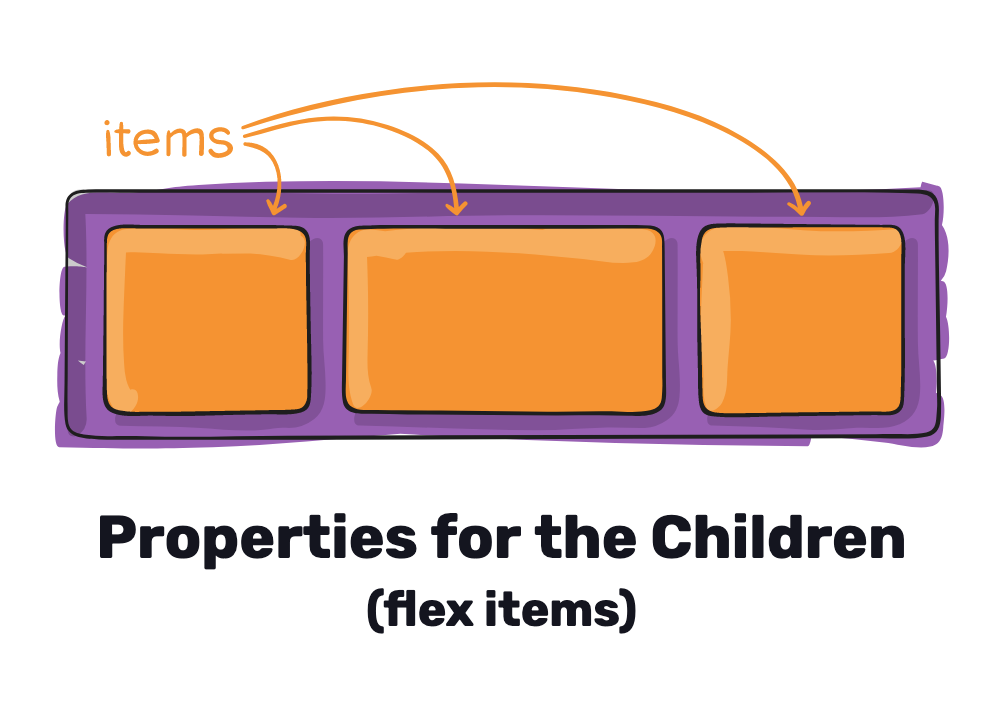 items
Properties for the Children
(flex items)